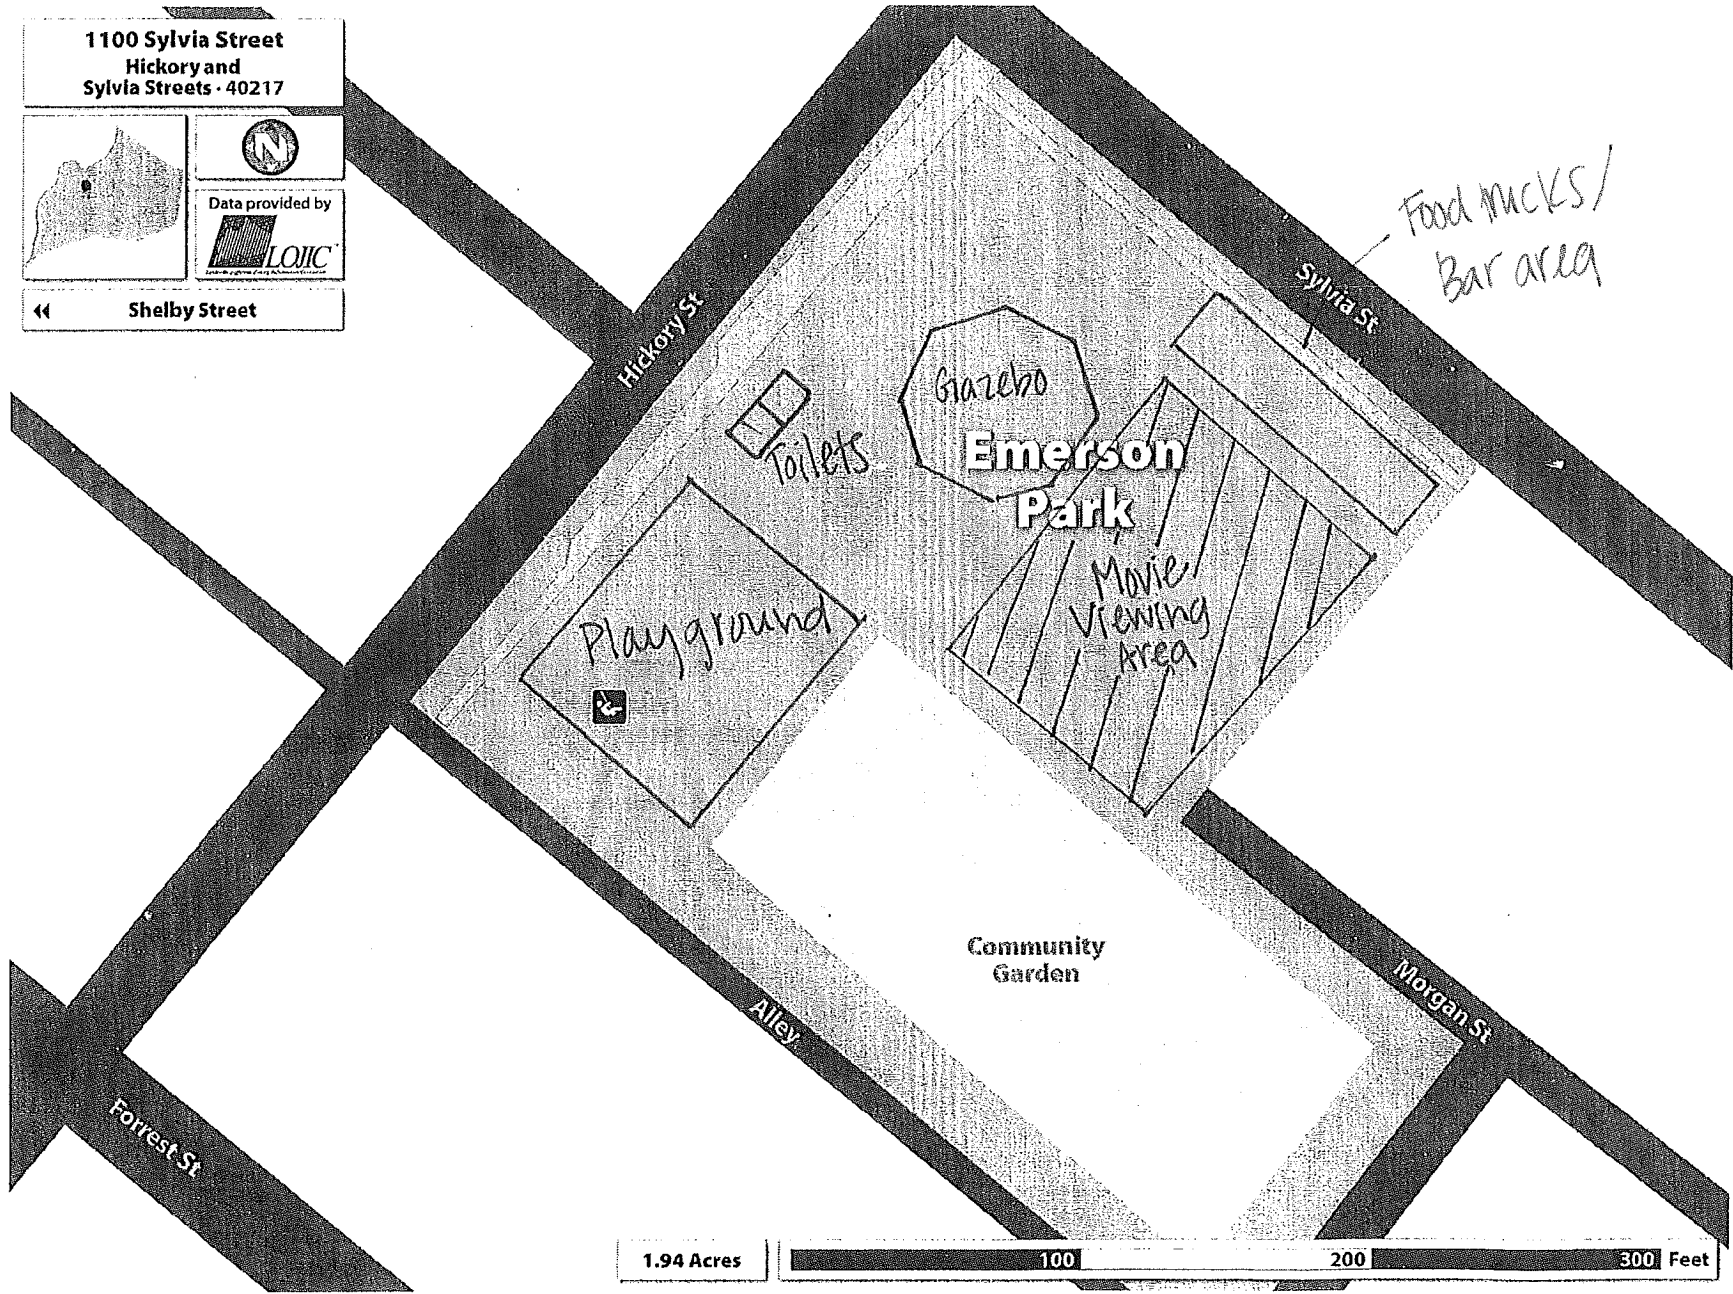 1100 Sylvia Street
Hickory and
Sylvia Streets · 40217
N
Data provided by
LOJIC
Shelby Street
Food trucks/
Bar area
Sylvia St
Hickory St
Gazebo
Emerson
Park
Toilets
Movie
Viewing
Area
Playground
Community
Garden
Morgan St
Alley
Forrest St
1.94 Acres
100 200 300 Feet